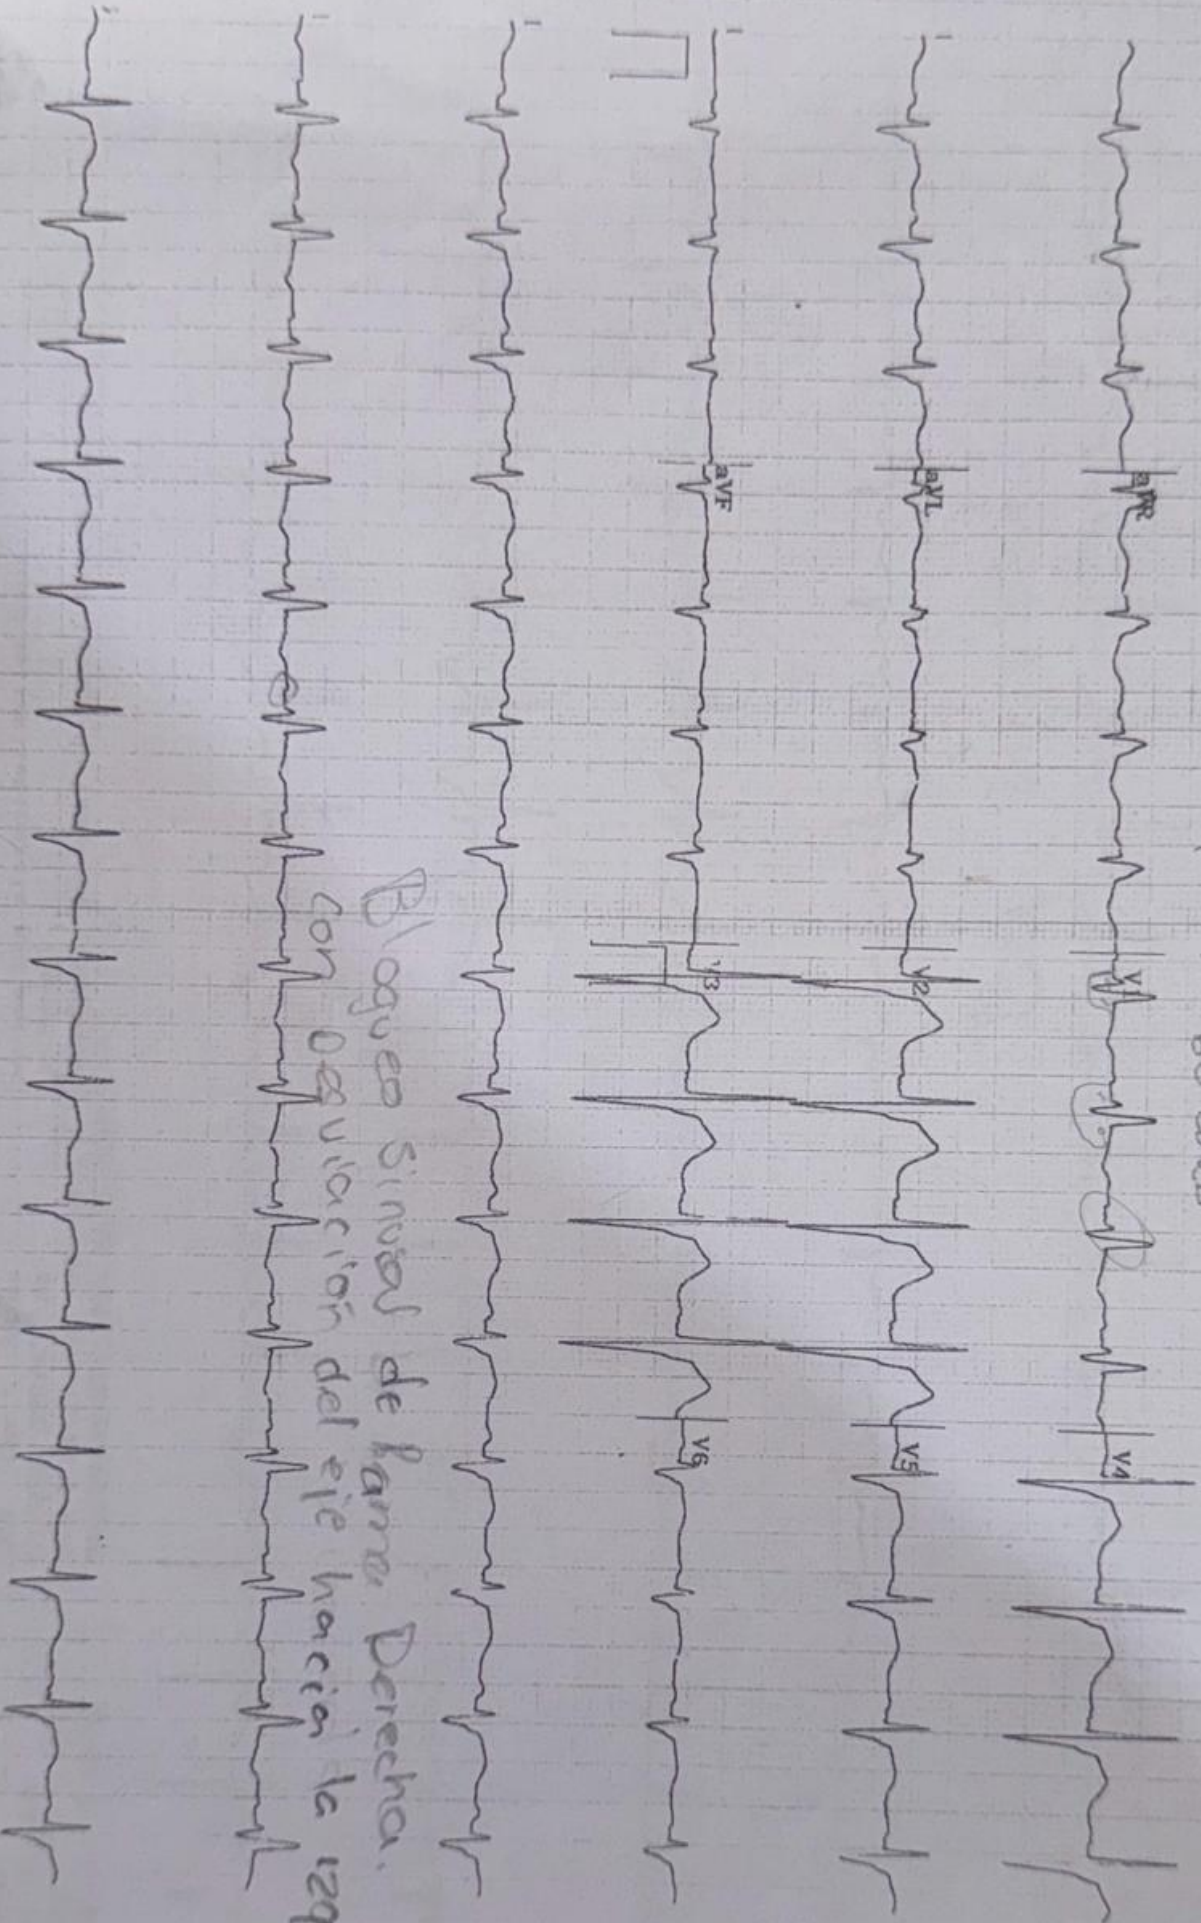 aVR
V1
V4
aVL
V2
V5
aVF
V3
V6
Bloqueo Sinusal de Rama Derecha.
con Desviación del eje hacia la izq